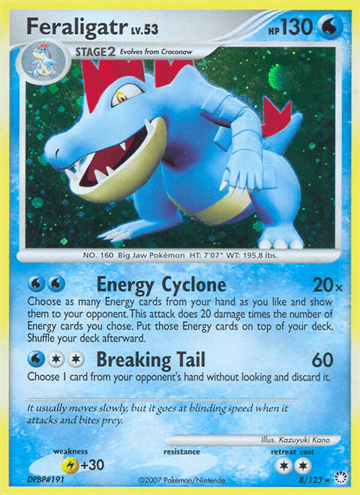 Feraligatr LV.53 HP 130
STAGE2 Evolves from Croconaw
NO. 160 Big Jaw Pokémon HT: 7'07" WT: 195.8 lbs.
Energy Cyclone 20x
Choose as many Energy cards from your hand as you like and show
them to your opponent. This attack does 20 damage times the number of
Energy cards you chose. Put those Energy cards on top of your deck.
Shuffle your deck afterward.
Breaking Tail 60
Choose 1 card from your opponent's hand without looking and discard it.
It usually moves slowly, but it goes at blinding speed when it
attacks and bites prey.
Illus. Kazuyuki Kano
weakness resistance retreat cost
+30
DPBP#191 ©2007 Pokémon/Nintendo 8/123 ★